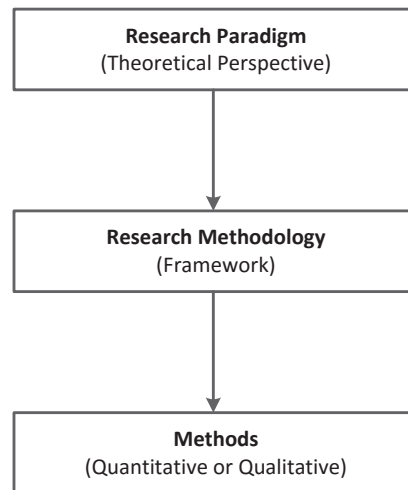 Research Paradigm
(Theoretical Perspective)
Research Methodology
(Framework)
Methods
(Quantitative or Qualitative)